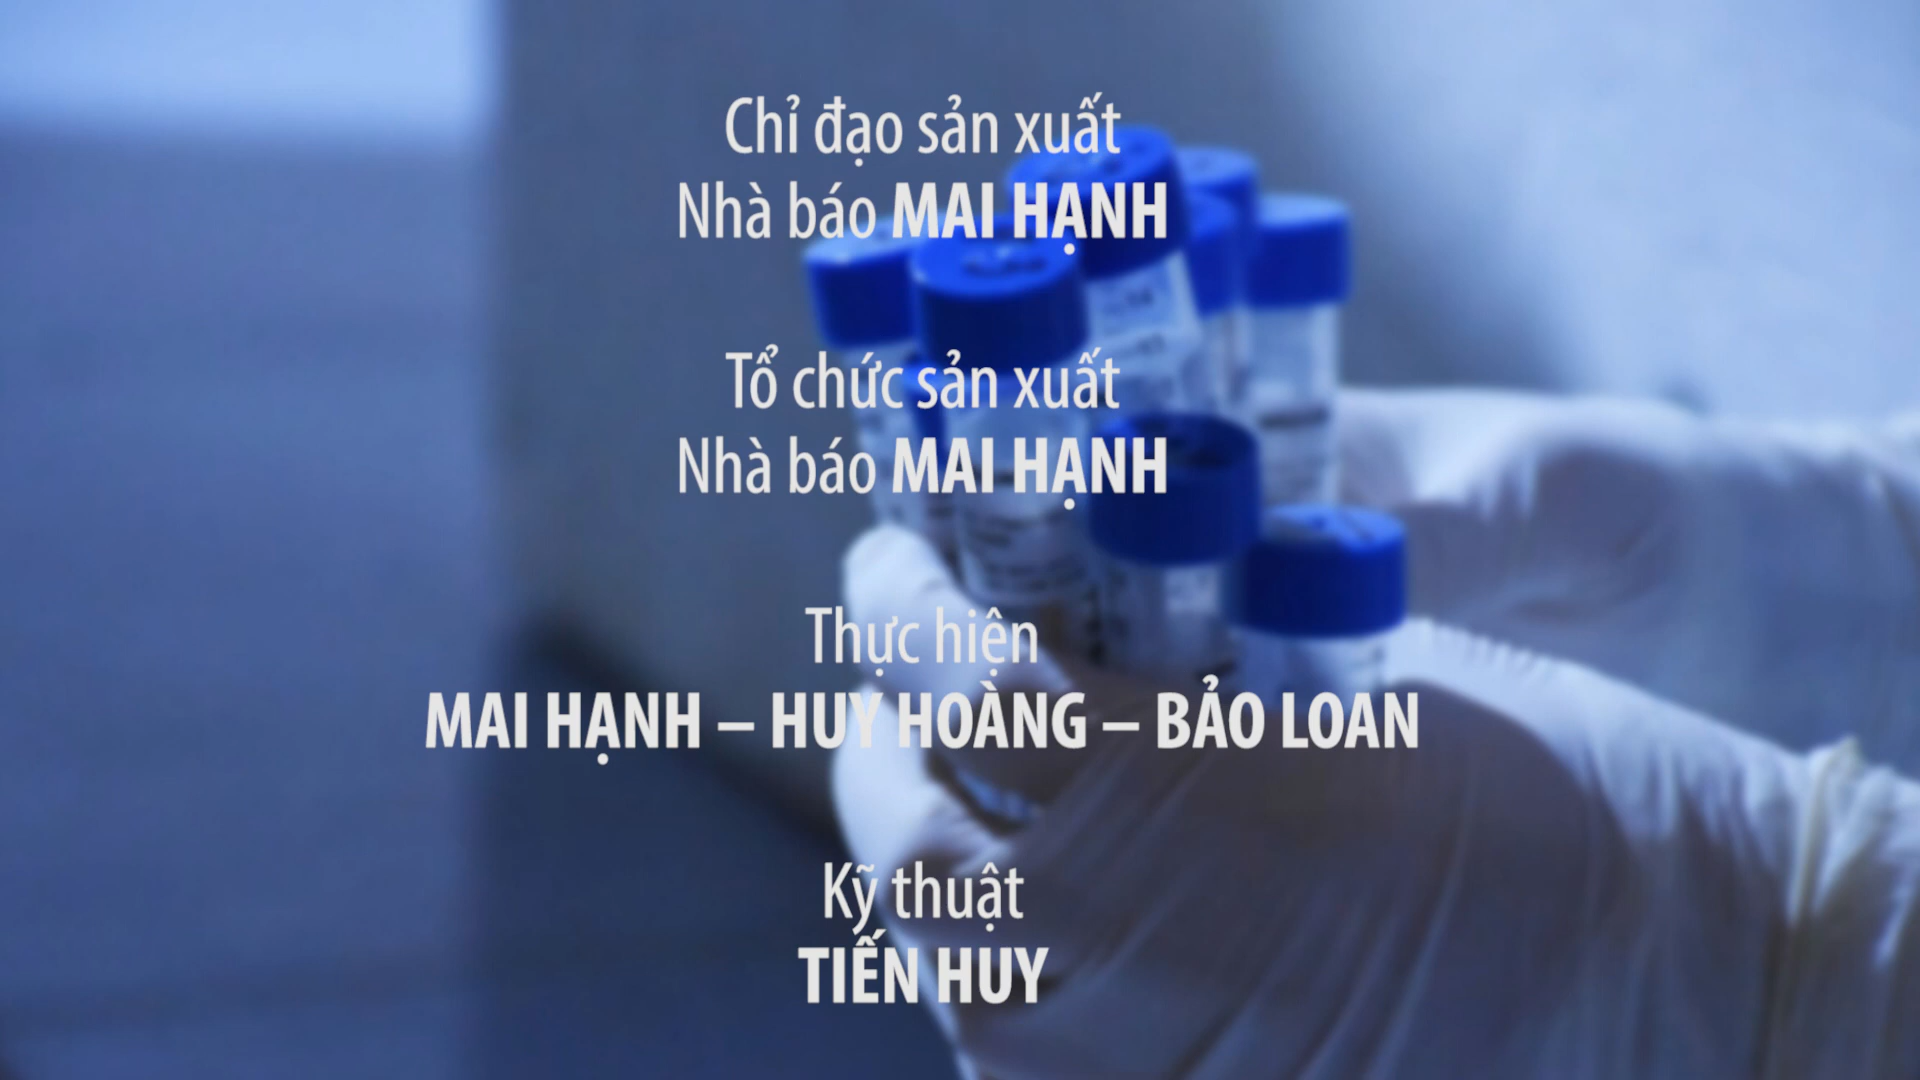 Chỉ đạo sản xuất
Nhà báo MAI HẠNH
Tổ chức sản xuất
Nhà báo MAI HẠNH
Thực hiện
MAI HẠNH – HUY HOÀNG – BẢO LOAN
Kỹ thuật
TIẾN HUY